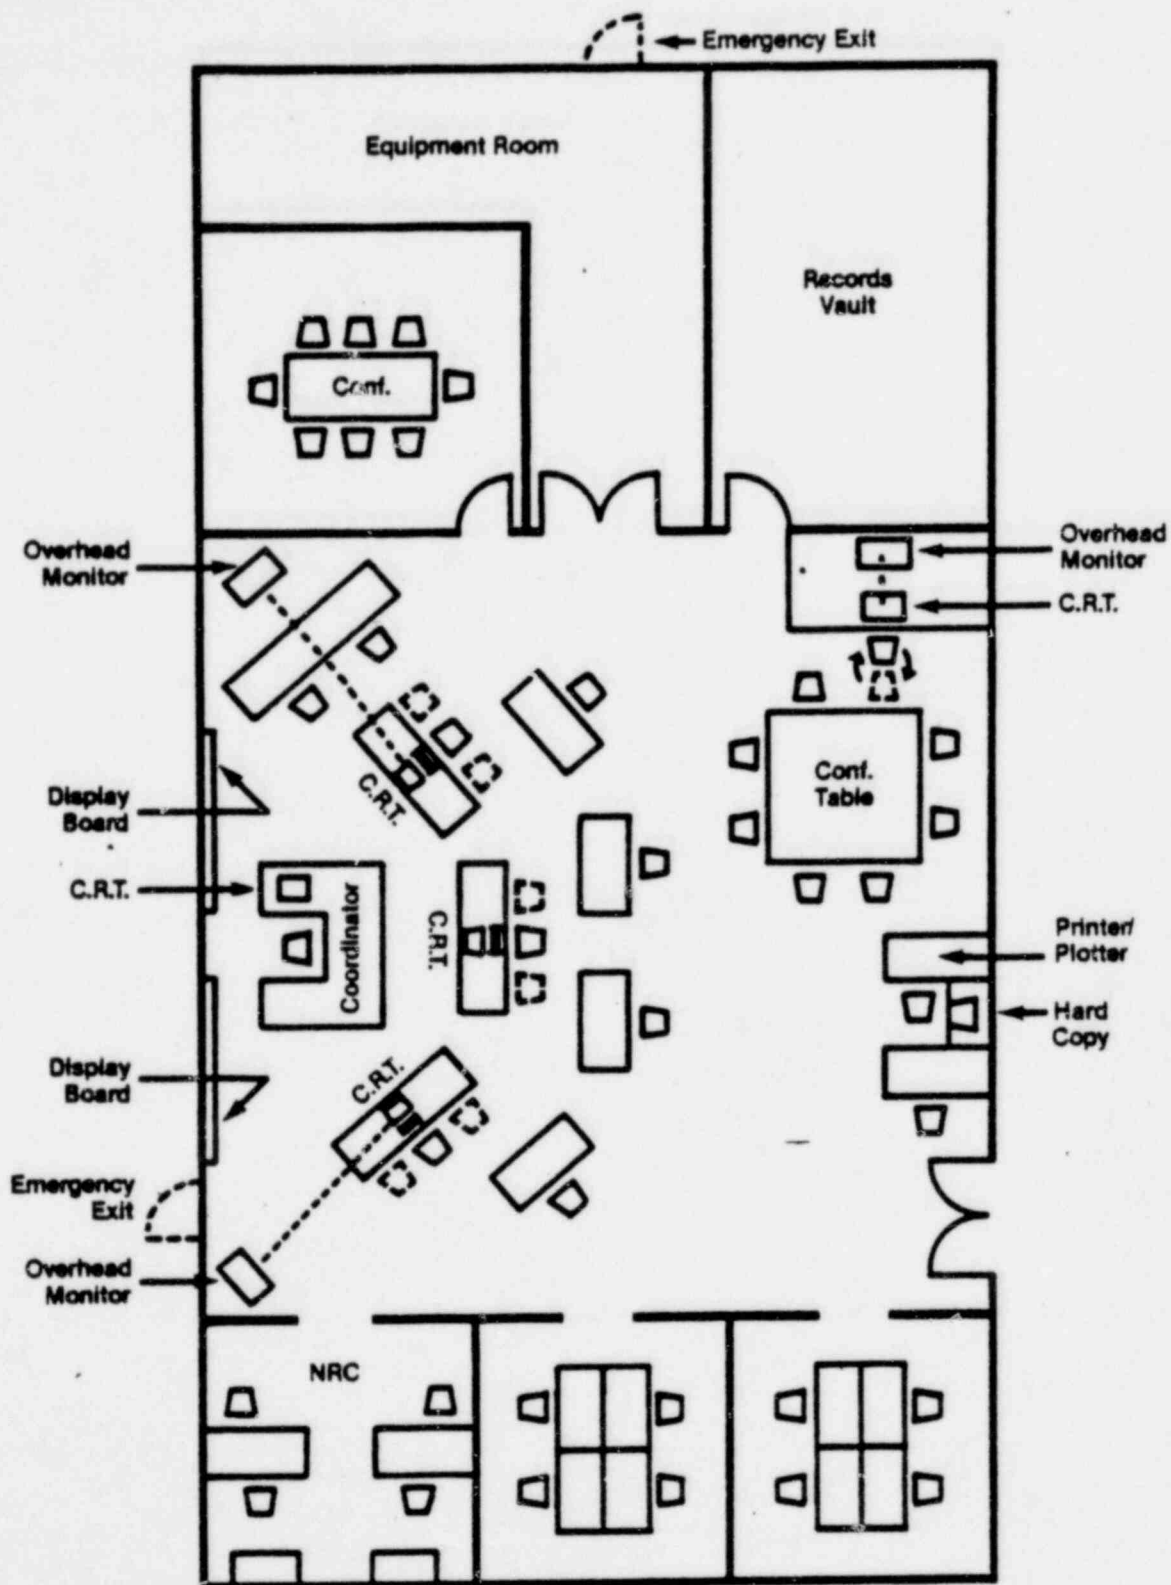 Emergency Exit
Equipment Room
Records
Vault
Conf.
Overhead
Monitor
Overhead
Monitor
C.R.T.
C.R.T.
Conf.
Table
Display
Board
C.R.T.
Coordinator
C.R.T.
Printer/
Plotter
Hard
Copy
Display
Board
C.R.T.
Emergency
Exit
Overhead
Monitor
NRC